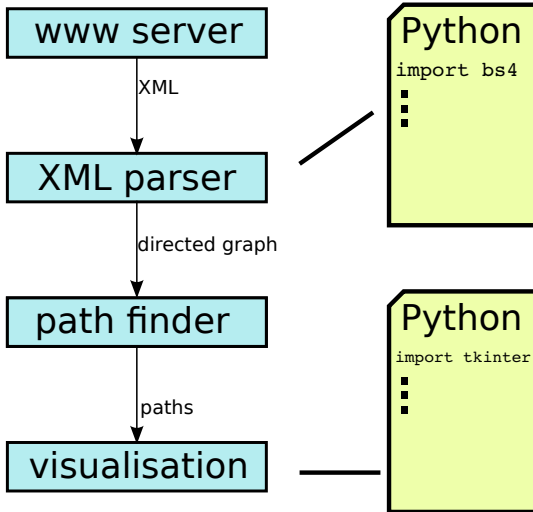 www server
XML
XML parser
directed graph
path finder
paths
visualisation
Python
import bs4
Python
import tkinter